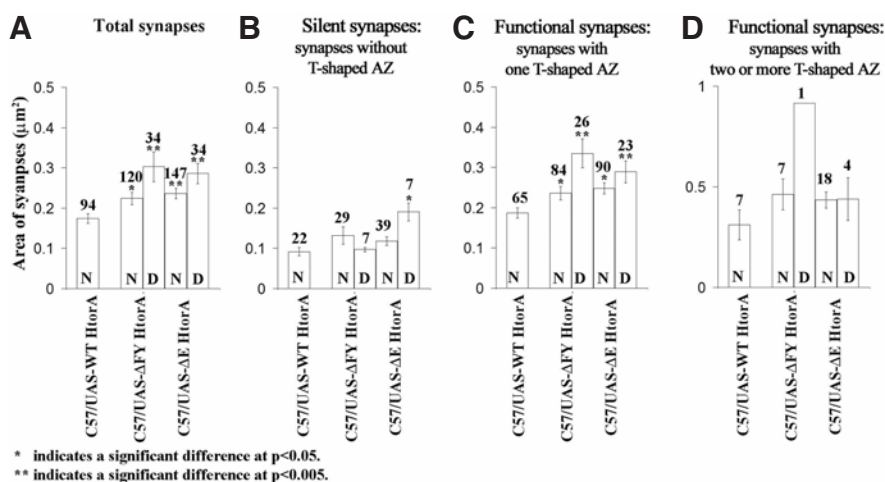 A Total synapses
B Silent synapses:
synapses without
T-shaped AZ
C Functional synapses:
synapses with
one T-shaped AZ
D Functional synapses:
synapses with
two or more T-shaped AZ
Area of synapses (μm²)
0.5
0.4
0.3
0.2
0.1
0
94
120
*
34
**
147
**
34
**
N N D N D
C57/UAS-WT HtorA
C57/UAS-ΔFY HtorA
C57/UAS-ΔE HtorA
0.5
0.4
0.3
0.2
0.1
0
22
29
7
39
7
*
N N D N D
C57/UAS-WT HtorA
C57/UAS-ΔFY HtorA
C57/UAS-ΔE HtorA
0.5
0.4
0.3
0.2
0.1
0
65
84
*
26
**
90
*
23
**
N N D N D
C57/UAS-WT HtorA
C57/UAS-ΔFY HtorA
C57/UAS-ΔE HtorA
1
0.5
0
7
7
1
18
4
N N D N D
C57/UAS-WT HtorA
C57/UAS-ΔFY HtorA
C57/UAS-ΔE HtorA
* indicates a significant difference at p<0.05.
** indicates a significant difference at p<0.005.